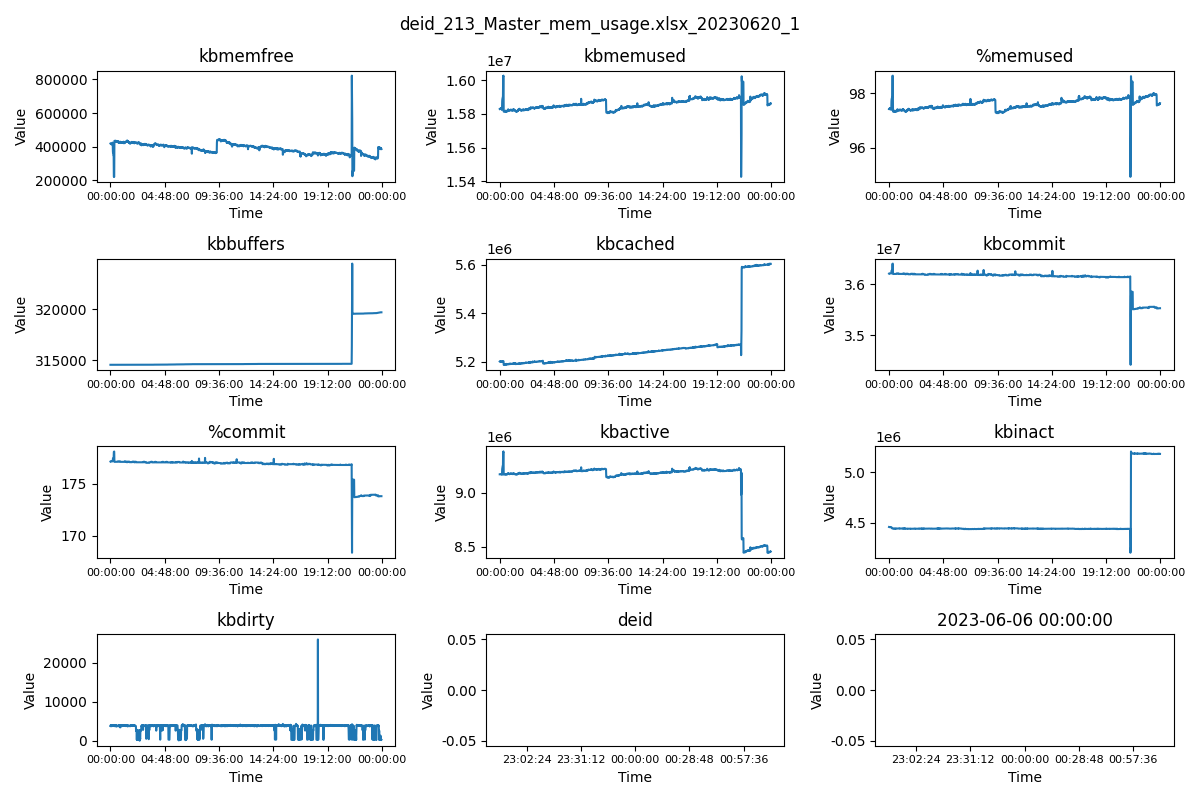 deid_213_Master_mem_usage.xlsx_20230620_1
kbmemfree
800000
600000
400000
200000
Value
00:00:00 04:48:00 09:36:00 14:24:00 19:12:00 00:00:00
Time
kbmemused
1e7
1.60
1.58
1.56
1.54
Value
00:00:00 04:48:00 09:36:00 14:24:00 19:12:00 00:00:00
Time
%memused
98
96
Value
00:00:00 04:48:00 09:36:00 14:24:00 19:12:00 00:00:00
Time
kbbuffers
320000
315000
Value
00:00:00 04:48:00 09:36:00 14:24:00 19:12:00 00:00:00
Time
kbcached
1e6
5.6
5.4
5.2
Value
00:00:00 04:48:00 09:36:00 14:24:00 19:12:00 00:00:00
Time
kbcommit
1e7
3.6
3.5
Value
00:00:00 04:48:00 09:36:00 14:24:00 19:12:00 00:00:00
Time
%commit
175
170
Value
00:00:00 04:48:00 09:36:00 14:24:00 19:12:00 00:00:00
Time
kbactive
1e6
9.0
8.5
Value
00:00:00 04:48:00 09:36:00 14:24:00 19:12:00 00:00:00
Time
kbinact
1e6
5.0
4.5
Value
00:00:00 04:48:00 09:36:00 14:24:00 19:12:00 00:00:00
Time
kbdirty
20000
10000
0
Value
00:00:00 04:48:00 09:36:00 14:24:00 19:12:00 00:00:00
Time
deid
0.05
0.00
-0.05
Value
23:02:24 23:31:12 00:00:00 00:28:48 00:57:36
Time
2023-06-06 00:00:00
0.05
0.00
-0.05
Value
23:02:24 23:31:12 00:00:00 00:28:48 00:57:36
Time